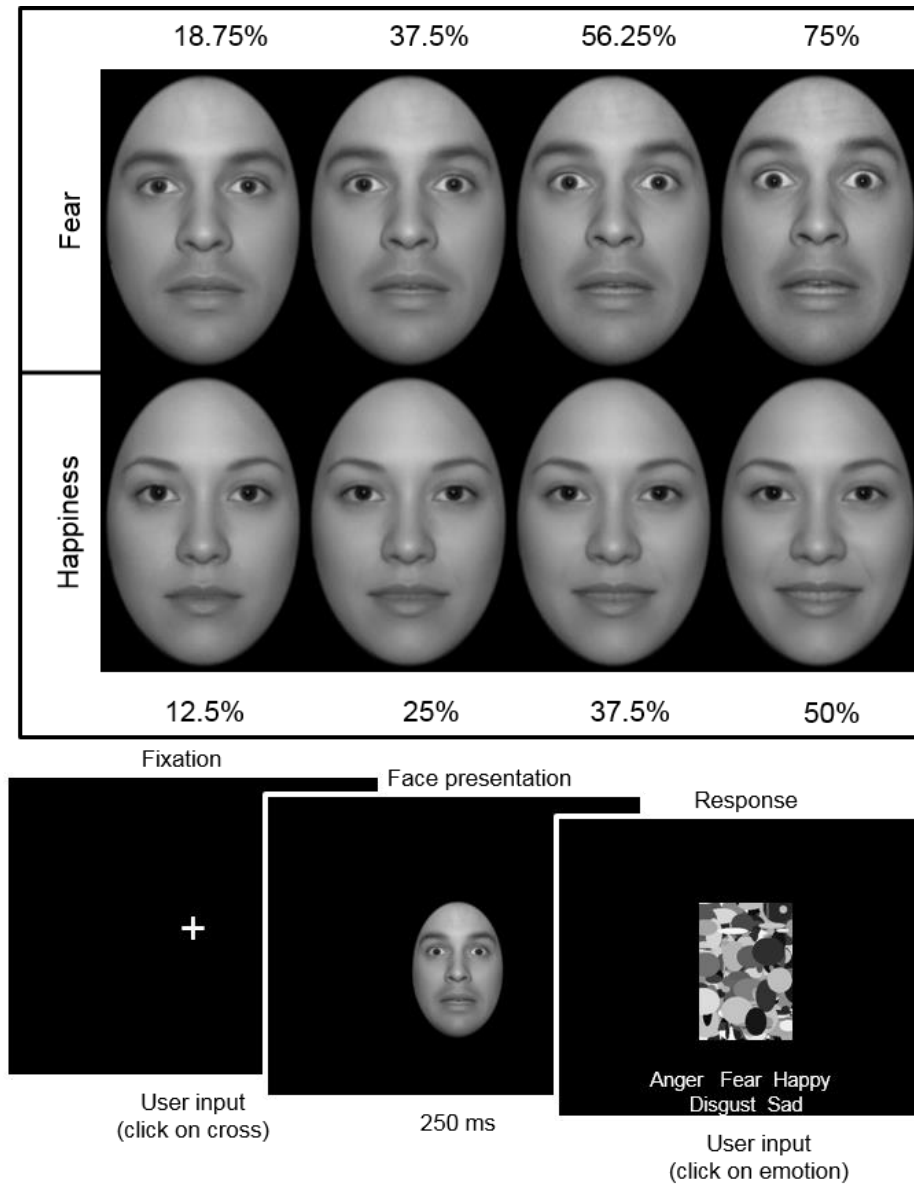 18.75% 37.5% 56.25% 75%
Fear
Happiness
12.5% 25% 37.5% 50%
Fixation
Face presentation
Response
Anger Fear Happy
Disgust Sad
User input
(click on cross)
250 ms
User input
(click on emotion)